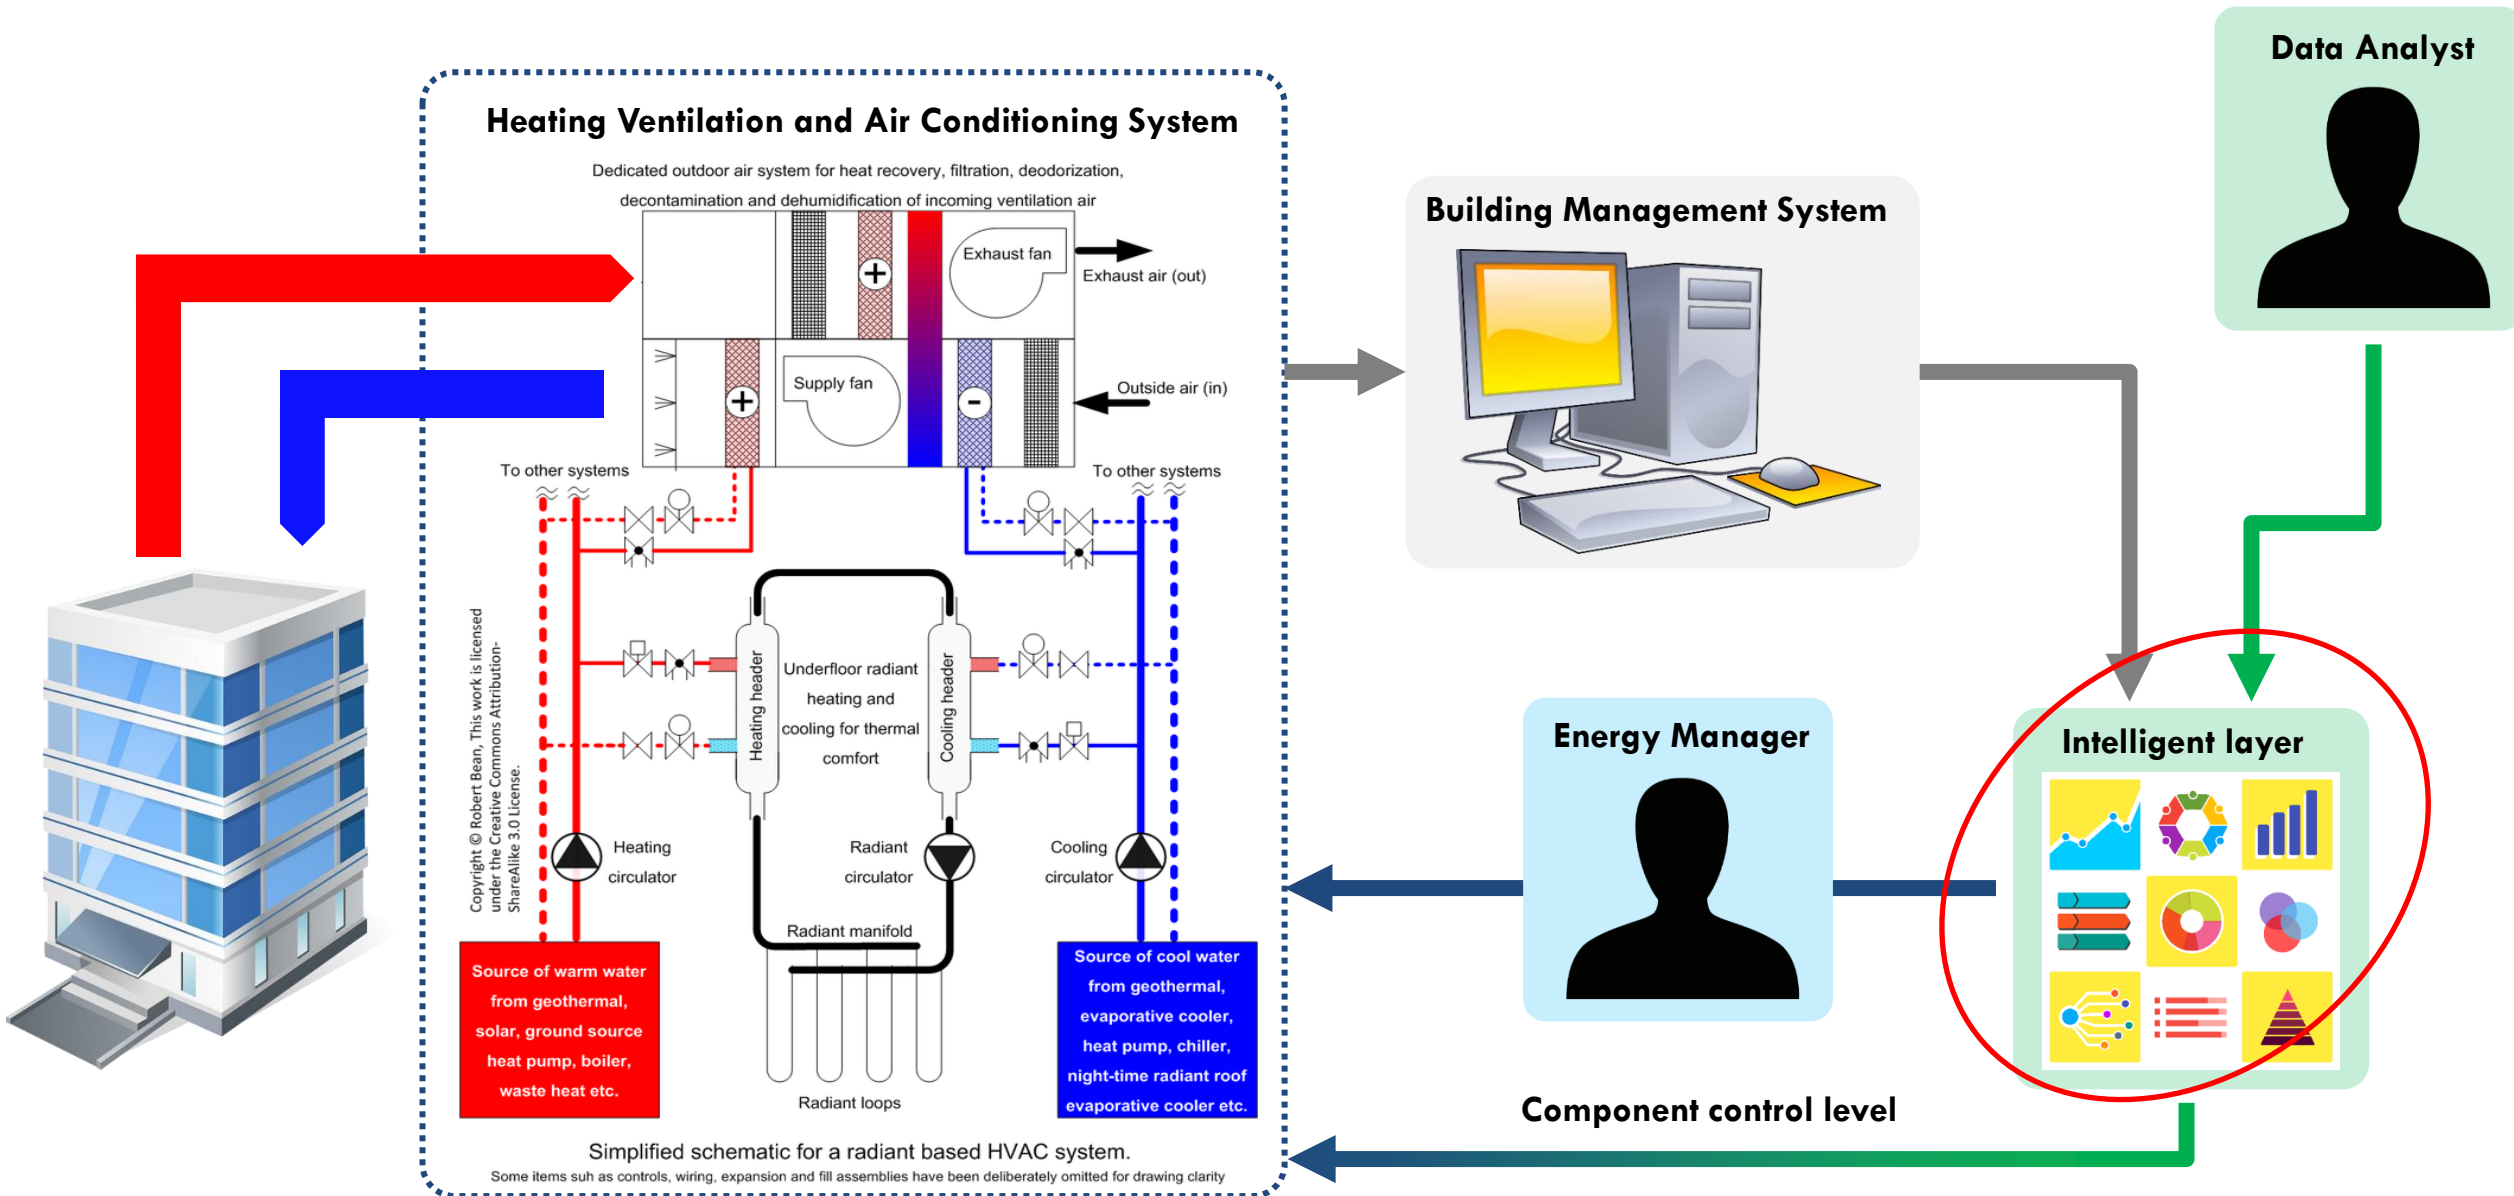 Data Analyst
Heating Ventilation and Air Conditioning System
Dedicated outdoor air system for heat recovery, filtration, deodorization,
decontamination and dehumidification of incoming ventilation air
Building Management System
Exhaust fan
Exhaust air (out)
+
Supply fan
+
-
Outside air (in)
To other systems
To other systems
Copyright © Robert Bean, This work is licensed
under the Creative Commons Attribution-
ShareAlike 3.0 License.
Heating header
Underfloor radiant
heating and
cooling for thermal
comfort
Cooling header
Energy Manager
Intelligent layer
Heating
circulator
Radiant
circulator
Cooling
circulator
Radiant manifold
Source of warm water
from geothermal,
solar, ground source
heat pump, boiler,
waste heat etc.
Source of cool water
from geothermal,
evaporative cooler,
heat pump, chiller,
night-time radiant roof
evaporative cooler etc.
Radiant loops
Component control level
Simplified schematic for a radiant based HVAC system.
Some items suh as controls, wiring, expansion and fill assemblies have been deliberately omitted for drawing clarity